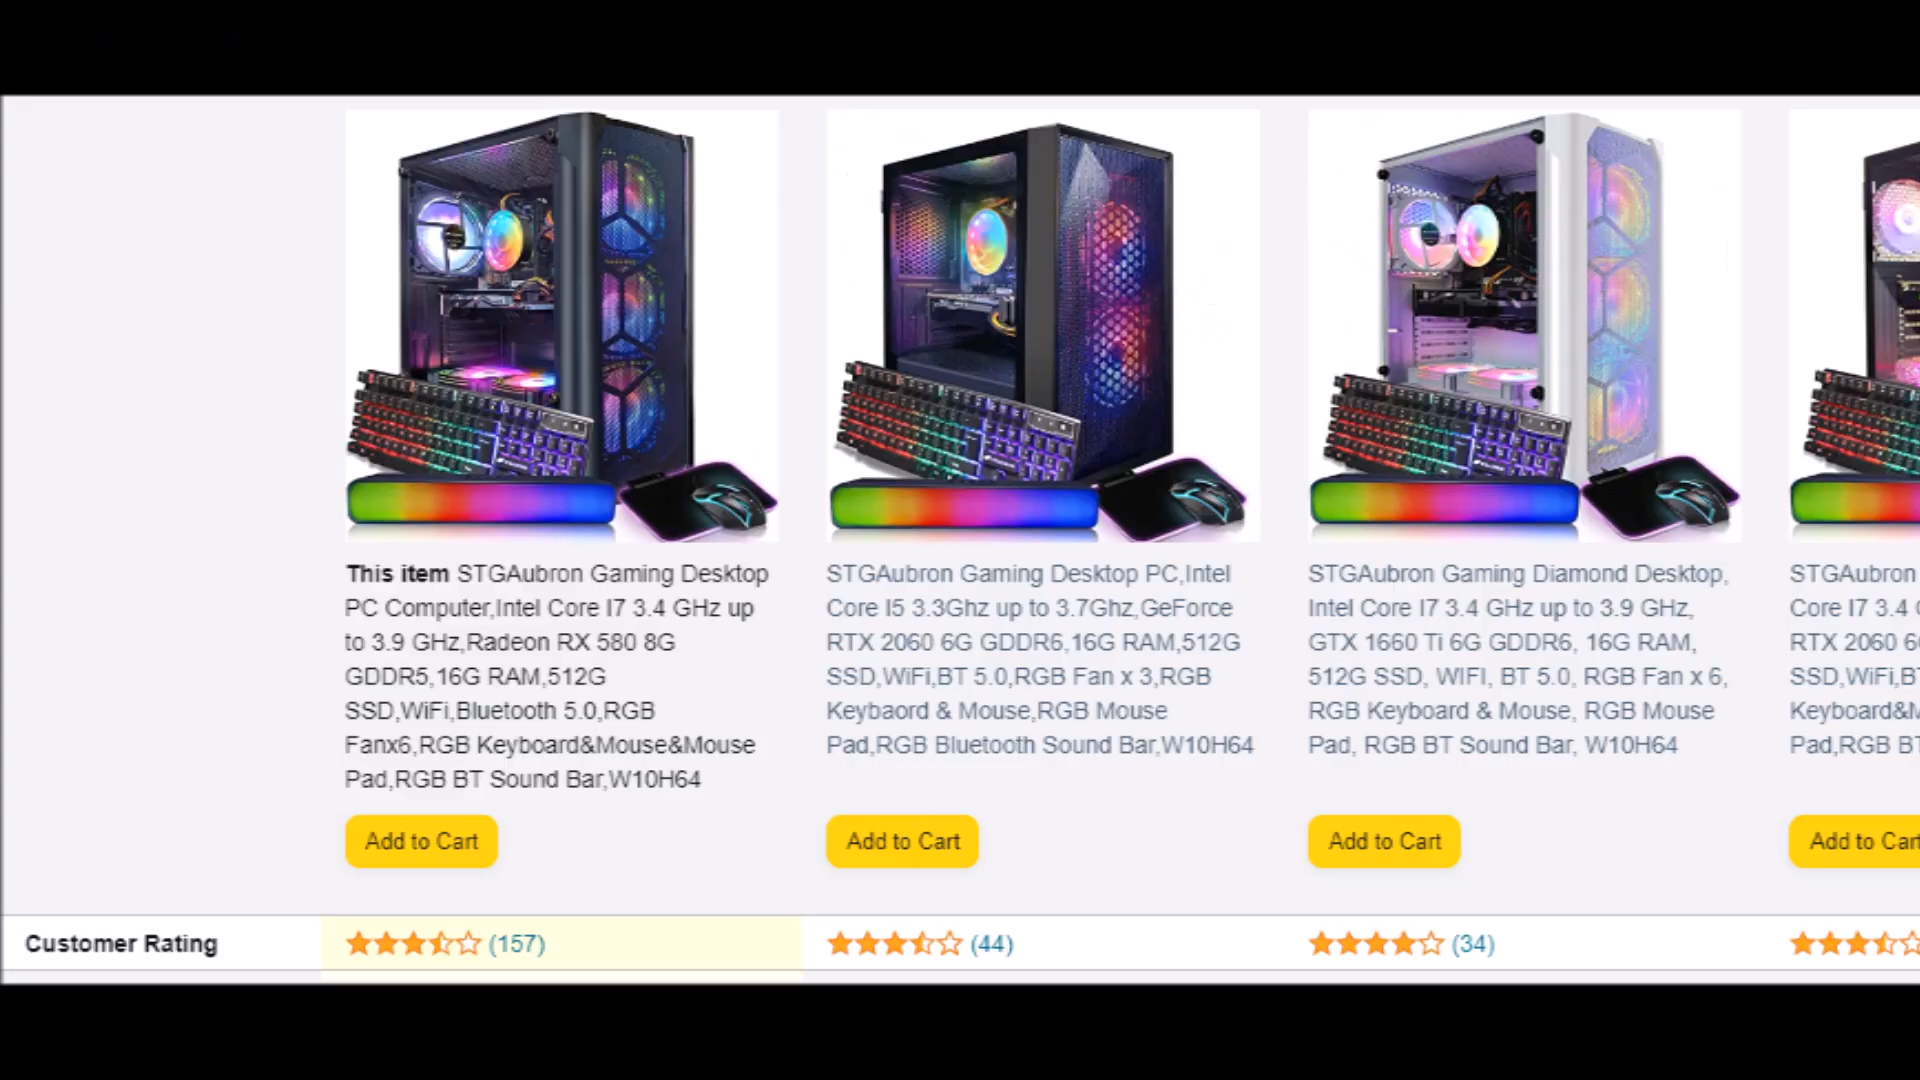 This item STGAubron Gaming Desktop
PC Computer,Intel Core I7 3.4 GHz up
to 3.9 GHz,Radeon RX 580 8G
GDDR5,16G RAM,512G
SSD,WiFi,Bluetooth 5.0,RGB
Fanx6,RGB Keyboard&Mouse&Mouse
Pad,RGB BT Sound Bar,W10H64
Add to Cart
STGAubron Gaming Desktop PC,Intel
Core I5 3.3Ghz up to 3.7Ghz,GeForce
RTX 2060 6G GDDR6,16G RAM,512G
SSD,WiFi,BT 5.0,RGB Fan x 3,RGB
Keybaord & Mouse,RGB Mouse
Pad,RGB Bluetooth Sound Bar,W10H64
Add to Cart
STGAubron Gaming Diamond Desktop,
Intel Core I7 3.4 GHz up to 3.9 GHz,
GTX 1660 Ti 6G GDDR6, 16G RAM,
512G SSD, WIFI, BT 5.0, RGB Fan x 6,
RGB Keyboard & Mouse, RGB Mouse
Pad, RGB BT Sound Bar, W10H64
Add to Cart
STGAubron
Core I7 3.4
RTX 2060
SSD,WiFi,
Pad,RGB
Add to
Customer Rating
(157)
(44)
(34)